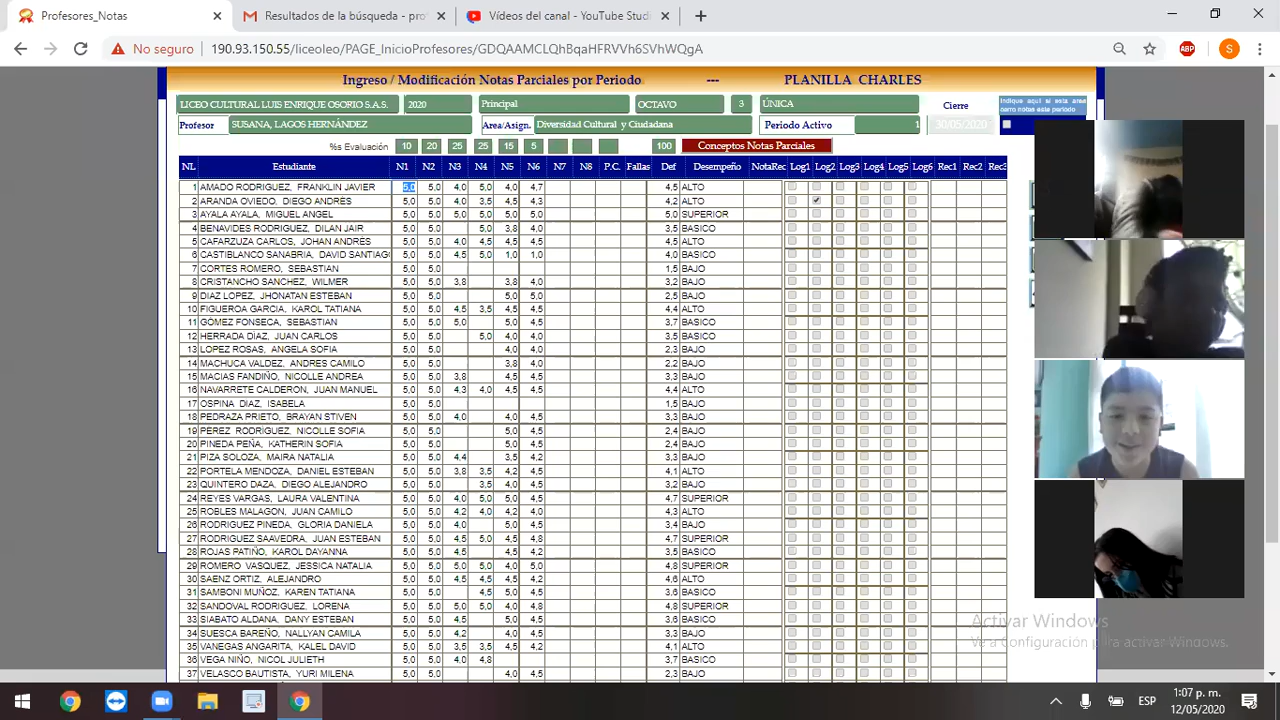 Profesores_Notas
Resultados de la búsqueda - prof
Vídeos del canal - YouTube Studi
No seguro 190.93.150.55/liceoleo/PAGE_InicioProfesores/GDQAAMCLQhBqaHFRVVh6SVhWQgA
Ingreso / Modificación Notas Parciales por Periodo --- PLANILLA CHARLES
LICEO CULTURAL LUIS ENRIQUE OSORIO S.A.S. 2020 Principal OCTAVO 3 ÚNICA Cierre Indique aquí si esta area cerro notas este periodo
Profesor SUSANA, LAGOS HERNÁNDEZ Area/Asign. Diversidad Cultural y Ciudadana Periodo Activo 1 30/05/2020
%s Evaluación 10 20 25 25 15 5 100 Conceptos Notas Parciales
NL Estudiante N1 N2 N3 N4 N5 N6 N7 N8 P.C. Fallas Def Desempeño NotaRec Log1 Log2 Log3 Log4 Log5 Log6 Rec1 Rec2 Rec3
1 AMADO RODRIGUEZ, FRANKLIN JAVIER 5,0 5,0 4,0 5,0 4,0 4,7 4,5 ALTO
2 ARANDA OVIEDO, DIEGO ANDRÉS 5,0 5,0 4,0 3,5 4,5 4,3 4,2 ALTO
3 AYALA AYALA, MIGUEL ANGEL 5,0 5,0 5,0 5,0 5,0 5,0 5,0 SUPERIOR
4 BENAVIDES RODRIGUEZ, DILAN JAIR 5,0 5,0 5,0 3,8 4,0 3,5 BASICO
5 CAFARZUZA CARLOS, JOHAN ANDRÉS 5,0 5,0 4,0 4,5 4,5 4,5 4,5 ALTO
6 CASTIBLANCO SANABRIA, DAVID SANTIAG 5,0 5,0 4,5 5,0 1,0 1,0 4,0 BASICO
7 CORTES ROMERO, SEBASTIAN 5,0 5,0 1,5 BAJO
8 CRISTANCHO SANCHEZ, WILMER 5,0 5,0 3,8 3,8 4,0 3,2 BAJO
9 DIAZ LOPEZ, JHONATAN ESTEBAN 5,0 5,0 5,0 5,0 2,5 BAJO
10 FIGUEROA GARCIA, KAROL TATIANA 5,0 5,0 4,5 3,5 4,5 4,0 4,4 ALTO
11 GÓMEZ FONSECA, SEBASTIAN 5,0 5,0 5,0 5,0 4,5 3,7 BASICO
12 HERRADA DÍAZ, JUAN CARLOS 5,0 5,0 5,0 4,0 4,0 3,5 BASICO
13 LOPEZ ROSAS, ANGELA SOFIA 5,0 5,0 4,0 4,0 2,3 BAJO
14 MACHUCA VALDEZ, ANDRES CAMILO 5,0 5,0 3,8 4,0 2,2 BAJO
15 MACIAS FANDIÑO, NICOLLE ANDREA 5,0 5,0 3,8 4,5 4,5 3,3 BAJO
16 NAVARRETE CALDERON, JUAN MANUEL 5,0 5,0 4,3 4,0 4,5 4,5 4,4 ALTO
17 OSPINA DIAZ, ISABELA 5,0 5,0 1,5 BAJO
18 PEDRAZA PRIETO, BRAYAN STIVEN 5,0 5,0 4,0 4,0 4,5 3,3 BAJO
19 PEREZ RODRIGUEZ, NICOLLE SOFIA 5,0 5,0 5,0 4,5 2,4 BAJO
20 PINEDA PEÑA, KATHERIN SOFIA 5,0 5,0 5,0 4,5 2,4 BAJO
21 PIZA SOLOZA, MAIRA NATALIA 5,0 5,0 4,4 3,5 4,2 3,3 BAJO
22 PORTELA MENDOZA, DANIEL ESTEBAN 5,0 5,0 3,8 3,5 4,2 4,5 4,1 ALTO
23 QUINTERO DAZA, DIEGO ALEJANDRO 5,0 5,0 3,5 4,0 4,2 3,2 BAJO
24 REYES VARGAS, LAURA VALENTINA 5,0 5,0 4,0 5,0 5,0 4,5 4,7 SUPERIOR
25 ROBLES MALAGON, JUAN CAMILO 5,0 5,0 4,2 4,0 4,2 4,5 4,3 ALTO
26 RODRIGUEZ PINEDA, GLORIA DANIELA 5,0 5,0 4,0 5,0 4,5 3,4 BAJO
27 RODRIGUEZ SAAVEDRA, JUAN ESTEBAN 5,0 5,0 4,5 5,0 4,5 4,8 4,7 SUPERIOR
28 ROJAS PATIÑO, KAROL DAYANNA 5,0 5,0 4,5 4,5 4,2 3,5 BASICO
29 ROMERO VASQUEZ, JESSICA NATALIA 5,0 5,0 5,0 5,0 4,0 4,5 4,8 SUPERIOR
30 SAENZ ORTIZ, ALEJANDRO 5,0 5,0 4,5 4,5 4,5 4,2 4,6 ALTO
31 SAMBONI MUÑOZ, KAREN TATIANA 5,0 5,0 4,5 5,0 4,5 3,6 BASICO
32 SANDOVAL RODRIGUEZ, LORENA 5,0 5,0 5,0 5,0 4,0 4,8 4,8 SUPERIOR
33 SIABATO ALDANA, DANY ESTEBAN 5,0 5,0 4,5 4,5 4,5 3,6 BASICO
34 SUESCA BAREÑO, NALLYAN CAMILA 5,0 5,0 4,2 4,0 4,5 3,3 BAJO
35 VANEGAS ANGARITA, KALEL DAVID 5,0 5,0 3,5 3,5 4,5 4,2 4,1 ALTO
36 VEGA NIÑO, NICOL JULIETH 5,0 5,0 4,0 4,8 3,7 BASICO
37 VELASCO BAUTISTA, YURI MILENA 5,0 5,0 4,0 4,5 2,3 BAJO
Activar Windows
Ve a Configuración para activar Windows.
ESP
1:07 p. m.
12/05/2020